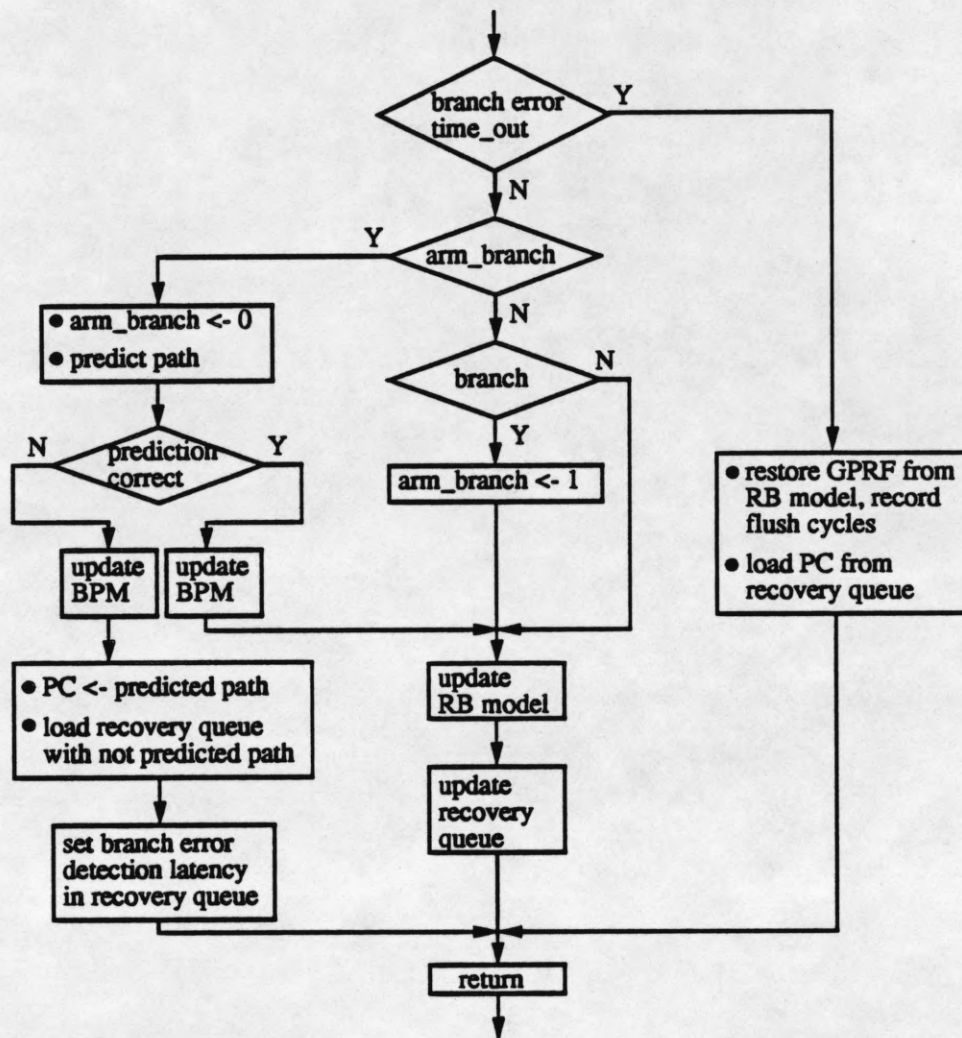 branch error
time_out
Y
N
Y
arm_branch
N
● arm_branch <- 0
● predict path
branch
N
Y
N
prediction
correct
Y
arm_branch <- 1
● restore GPRF from
RB model, record
flush cycles
● load PC from
recovery queue
update
BPM
update
BPM
● PC <- predicted path
● load recovery queue
with not predicted path
update
RB model
update
recovery
queue
set branch error
detection latency
in recovery queue
return